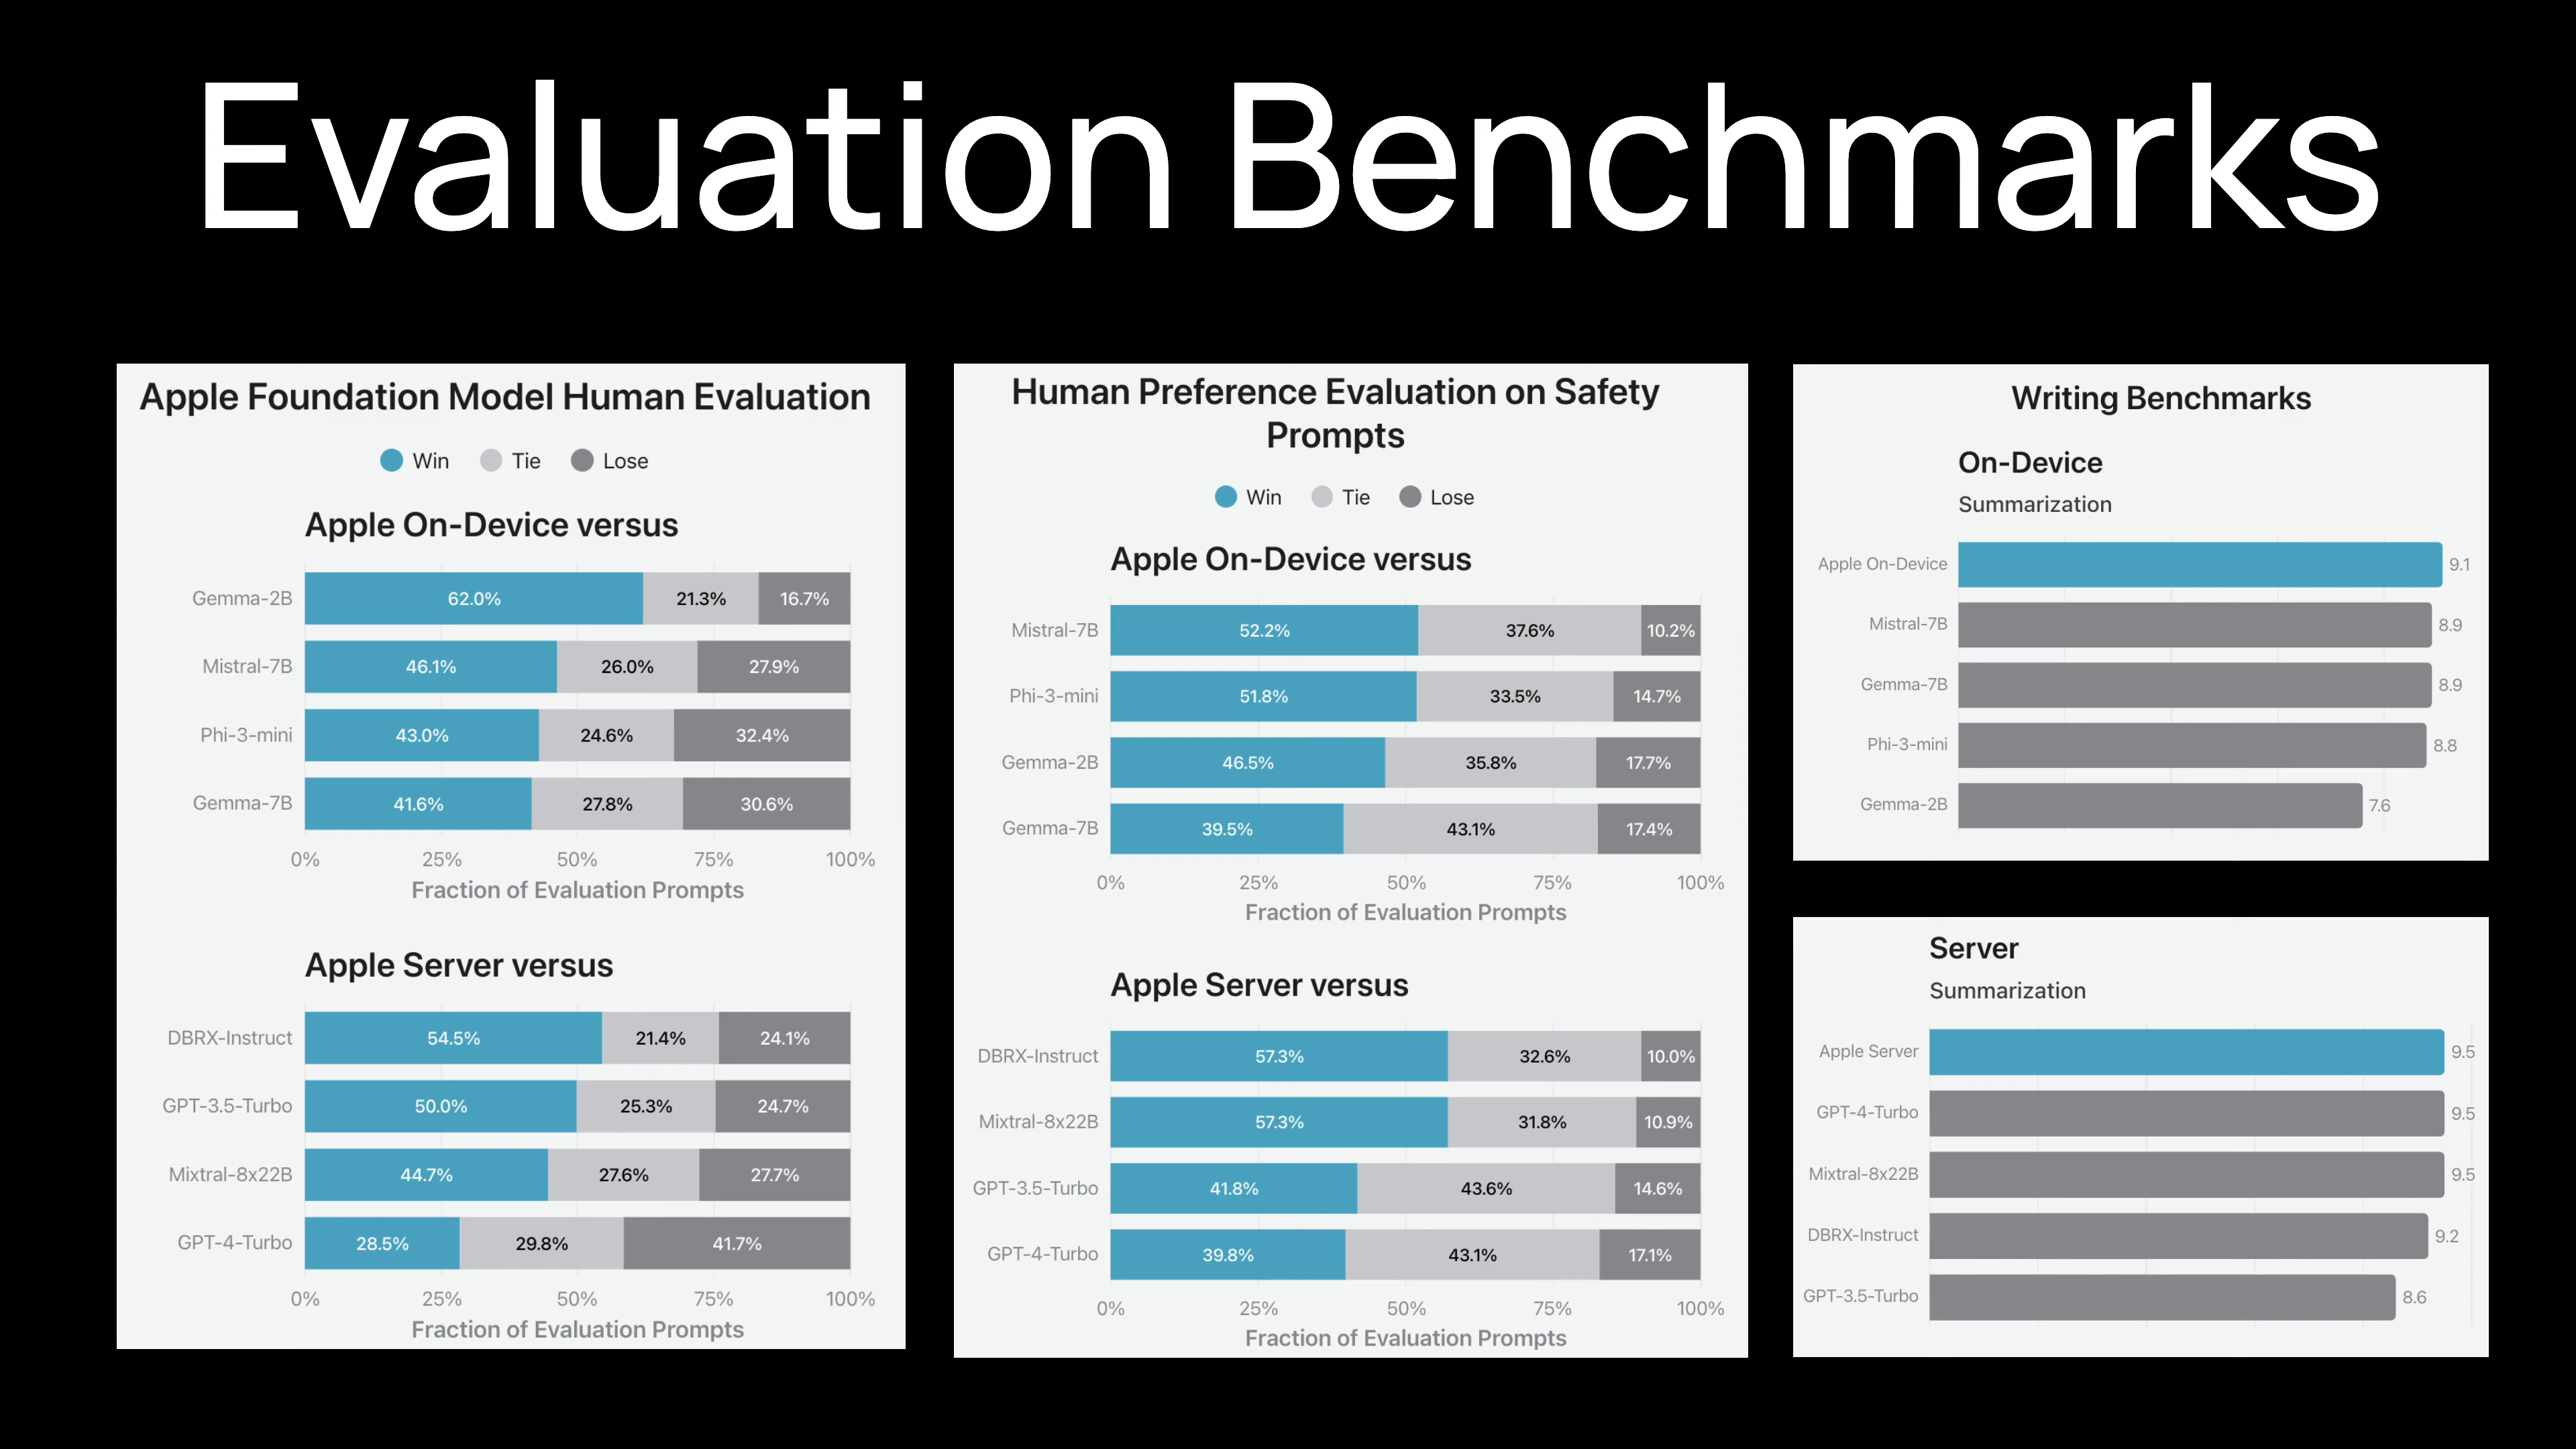 Evaluation Benchmarks
Apple Foundation Model Human Evaluation
Win Tie Lose
Apple On-Device versus
Gemma-2B 62.0% 21.3% 16.7%
Mistral-7B 46.1% 26.0% 27.9%
Phi-3-mini 43.0% 24.6% 32.4%
Gemma-7B 41.6% 27.8% 30.6%
0% 25% 50% 75% 100%
Fraction of Evaluation Prompts
Apple Server versus
DBRX-Instruct 54.5% 21.4% 24.1%
GPT-3.5-Turbo 50.0% 25.3% 24.7%
Mixtral-8x22B 44.7% 27.6% 27.7%
GPT-4-Turbo 28.5% 29.8% 41.7%
0% 25% 50% 75% 100%
Fraction of Evaluation Prompts
Human Preference Evaluation on Safety
Prompts
Win Tie Lose
Apple On-Device versus
Mistral-7B 52.2% 37.6% 10.2%
Phi-3-mini 51.8% 33.5% 14.7%
Gemma-2B 46.5% 35.8% 17.7%
Gemma-7B 39.5% 43.1% 17.4%
0% 25% 50% 75% 100%
Fraction of Evaluation Prompts
Apple Server versus
DBRX-Instruct 57.3% 32.6% 10.0%
Mixtral-8x22B 57.3% 31.8% 10.9%
GPT-3.5-Turbo 41.8% 43.6% 14.6%
GPT-4-Turbo 39.8% 43.1% 17.1%
0% 25% 50% 75% 100%
Fraction of Evaluation Prompts
Writing Benchmarks
On-Device
Summarization
Apple On-Device 9.1
Mistral-7B 8.9
Gemma-7B 8.9
Phi-3-mini 8.8
Gemma-2B 7.6
Server
Summarization
Apple Server 9.5
GPT-4-Turbo 9.5
Mixtral-8x22B 9.5
DBRX-Instruct 9.2
GPT-3.5-Turbo 8.6